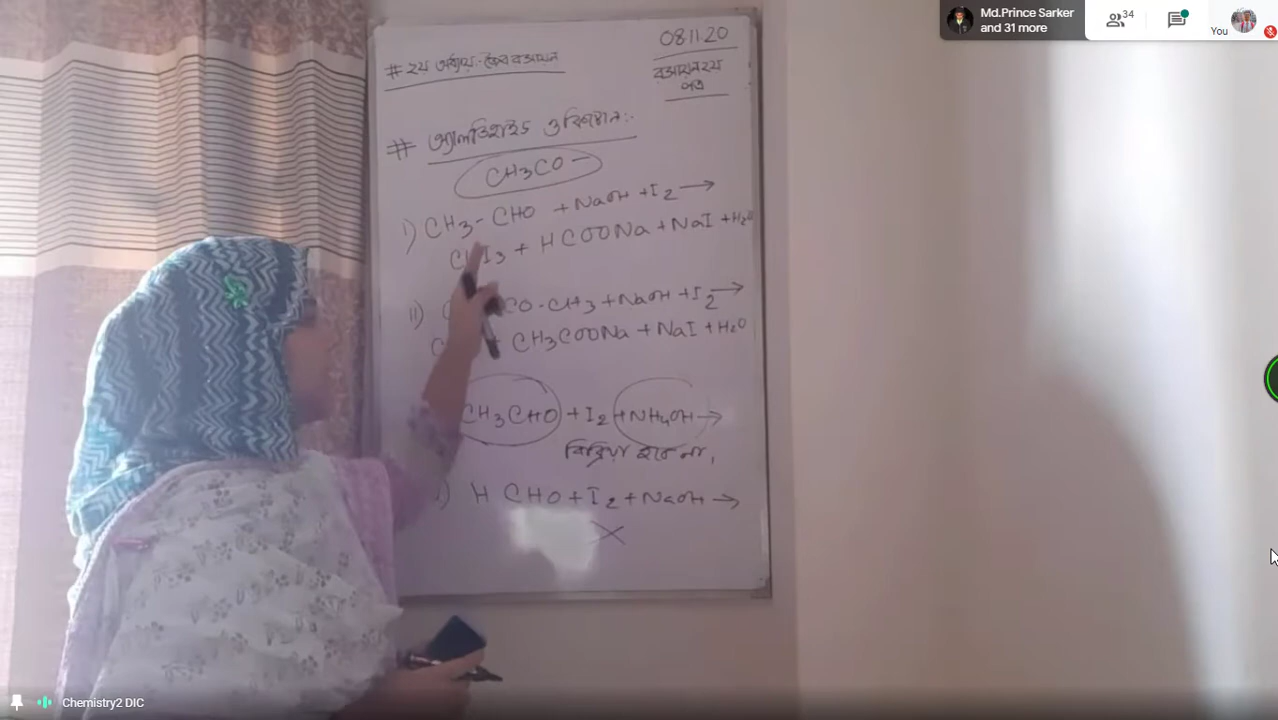 Md.Prince Sarker
and 31 more
34
You
08.11.20
# ২য় অধ্যায় - জৈব রসায়ন
রসায়ন ২য়
পত্র
# অ্যালডিহাইড ও কিটোন:-
CH3CO —
i) CH3 - CHO + NaOH + I2 →
CHI3 + HCOONa + NaI + H2O
ii) CO - CH3 + NaOH + I2 →
+ CH3COONa + NaI + H2O
CH3CHO + I2 + NH4OH →
বিক্রিয়া হবে না,
) H CHO + I2 + NaOH →
X
Chemistry2 DIC